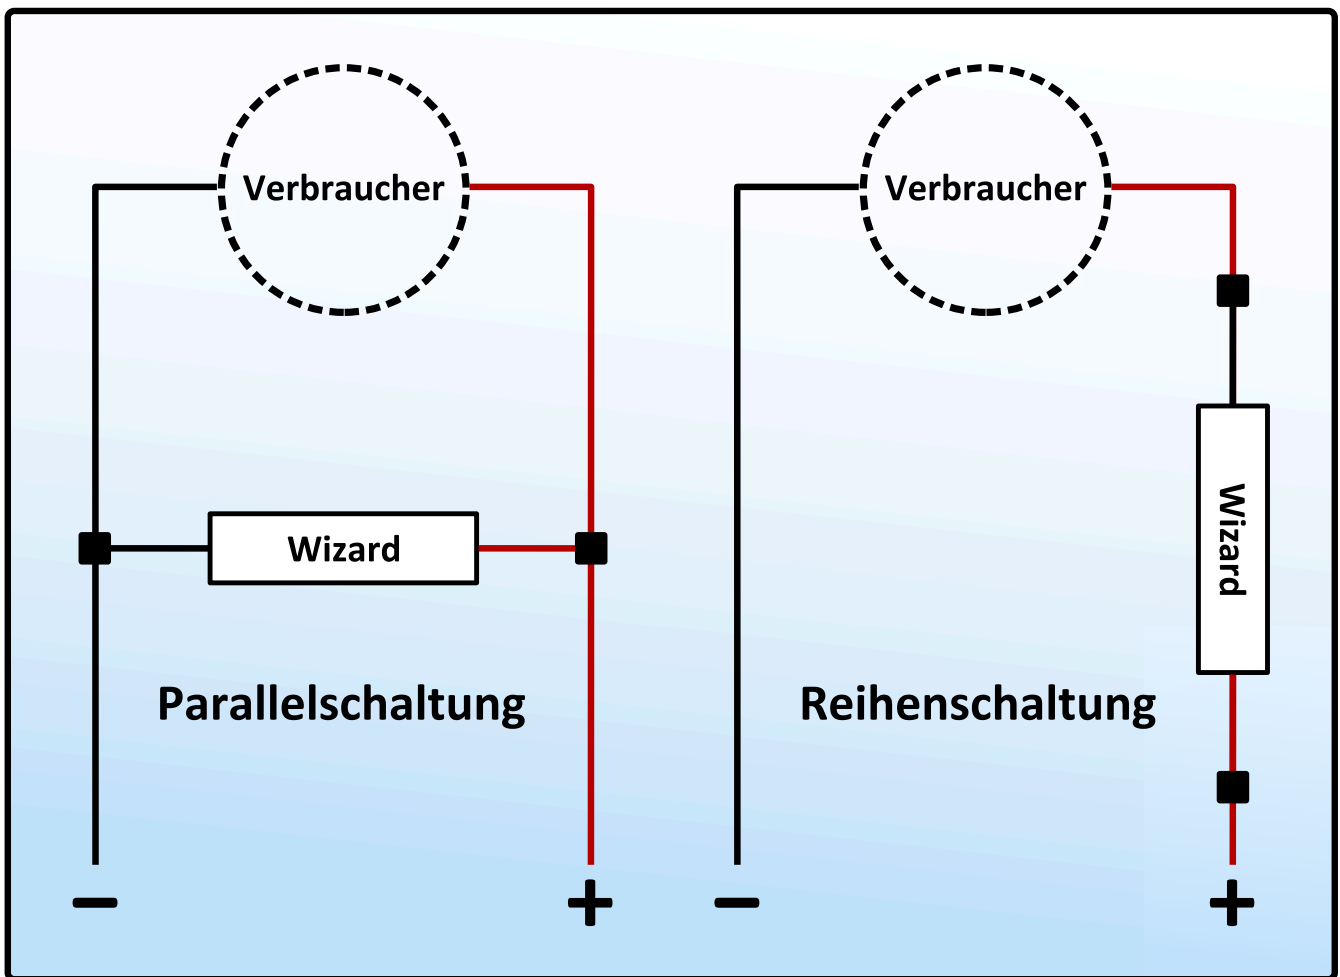 Verbraucher
Wizard
Parallelschaltung
− +
Verbraucher
Wizard
Reihenschaltung
− +